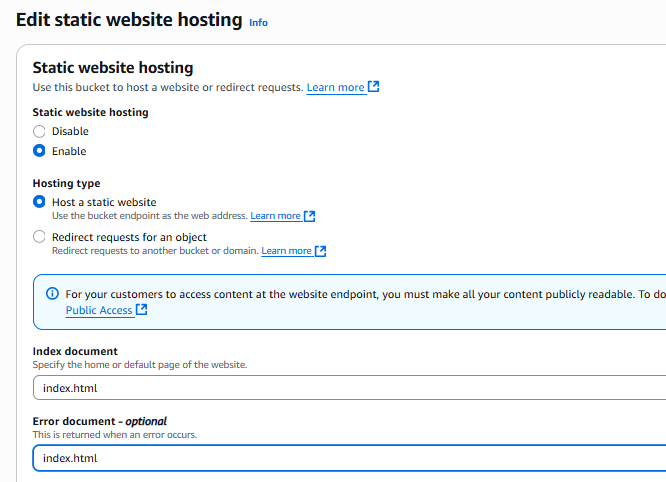 Edit static website hosting Info
Static website hosting
Use this bucket to host a website or redirect requests. Learn more
Static website hosting
Disable
Enable
Hosting type
Host a static website
Use the bucket endpoint as the web address. Learn more
Redirect requests for an object
Redirect requests to another bucket or domain. Learn more
For your customers to access content at the website endpoint, you must make all your content publicly readable. To do
Public Access
Index document
Specify the home or default page of the website.
index.html
Error document - optional
This is returned when an error occurs.
index.html